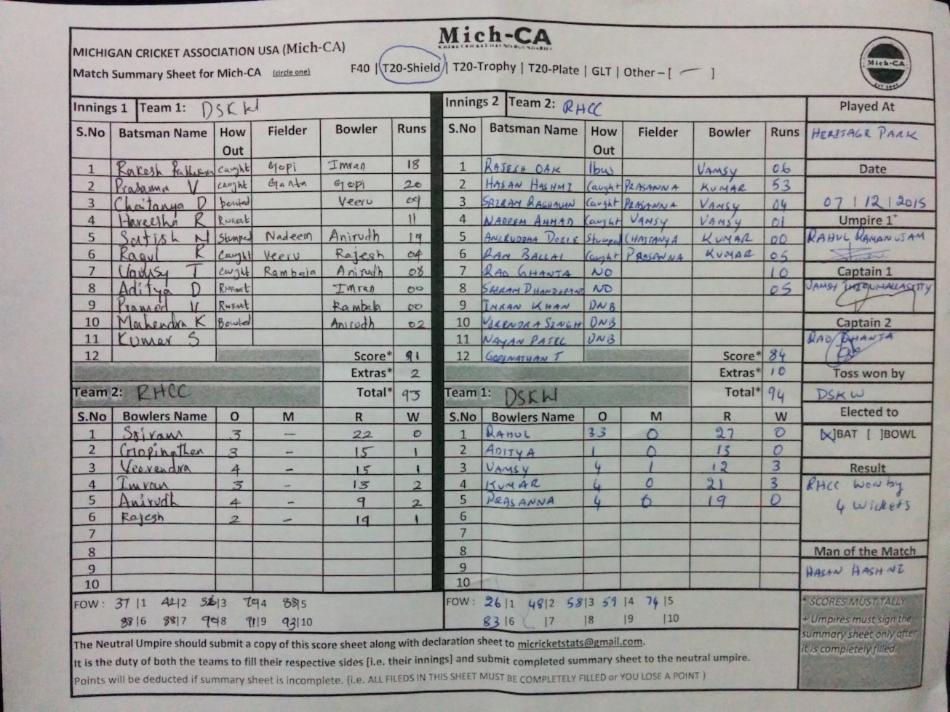 Mich-CA
MICHIGAN CRICKET ASSOCIATION USA (Mich-CA)
Match Summary Sheet for Mich-CA (circle one) F40 | T20-Shield | T20-Trophy | T20-Plate | GLT | Other – [ — ]
Mich-CA
Innings 1 Team 1: DSKW
S.No Batsman Name How Out Fielder Bowler Runs
1 Rakesh caught Gopi Imran 18
2 Prasanna V caught Ganta Gopi 20
3 Chaitanya D bowled Veeru 09
4 Hareesha R Runout 11
5 Satish N Stumped Nadeem Anirudh 19
6 Raoul K Caught Veeru Rajesh 04
7 Vamsy T caught Rambala Anirudh 08
8 Aditya D Runout Imran 00
9 Pramod V Runout Rambala 00
10 Mahendra K Bowled Anirudh 02
11 Kumar S
12 Score* 91
Extras* 2
Team 2: RHCC Total* 93
S.No Bowlers Name O M R W
1 Sriram 3 – 22 0
2 Gopinathan 3 – 15 1
3 Veerendra 4 – 15 1
4 Imran 3 – 13 2
5 Anirudh 4 – 9 2
6 Rajesh 2 – 19 1
7
8
9
10
FOW : 37 |1 42|2 |3 79|4 88|5
88|6 88|7 |8 91|9 93|10
Innings 2 Team 2: RHCC
S.No Batsman Name How Out Fielder Bowler Runs
1 RAJESH OAK lbw VAMSY 06
2 HASAN HASHMI Caught PRASANNA KUMAR 53
3 SRIRAM RAGHAVAN Caught PRASANNA VAMSY 04
4 NADEEM AHMAD Caught VAMSY VAMSY 01
5 ANIRUDDHA DOBLE Stumped CHAITANYA KUMAR 00
6 RAM BALLAI Caught PRASANNA KUMAR 05
7 RAO GHANTA NO 10
8 NO 05
9 IMRAN KHAN DNB
10 VIRENDRA SINGH DNB
11 NAYAN PATEL DNB
12 GOPINATHAN T Score* 84
Extras* 10
Team 1: DSKW Total* 94
S.No Bowlers Name O M R W
1 RAHUL 3.3 0 27 0
2 ADITYA 1 0 13 0
3 VAMSY 4 1 12 3
4 KUMAR 4 0 21 3
5 PRASANNA 4 0 19 0
6
7
8
9
10
FOW : 26 |1 48|2 58|3 59 |4 74 |5
83|6 |7 |8 |9 |10
Played At
HERITAGE PARK
Date
07 / 12 / 2015
Umpire 1*
RAHUL RAMANUJAM
Captain 1
VAMSY
Captain 2
RAO GHANTA
Toss won by
DSKW
Elected to
[X]BAT [ ]BOWL
Result
RHCC WON by
4 Wickets
Man of the Match
HASAN HASHMI
* SCORES MUST TALLY
+ Umpires must sign the
summary sheet only after
it is completely filled.
The Neutral Umpire should submit a copy of this score sheet along with declaration sheet to micricketstats@gmail.com.
It is the duty of both the teams to fill their respective sides [i.e. their innings] and submit completed summary sheet to the neutral umpire.
Points will be deducted if summary sheet is incomplete. (i.e. ALL FILEDS IN THIS SHEET MUST BE COMPLETELY FILLED or YOU LOSE A POINT )